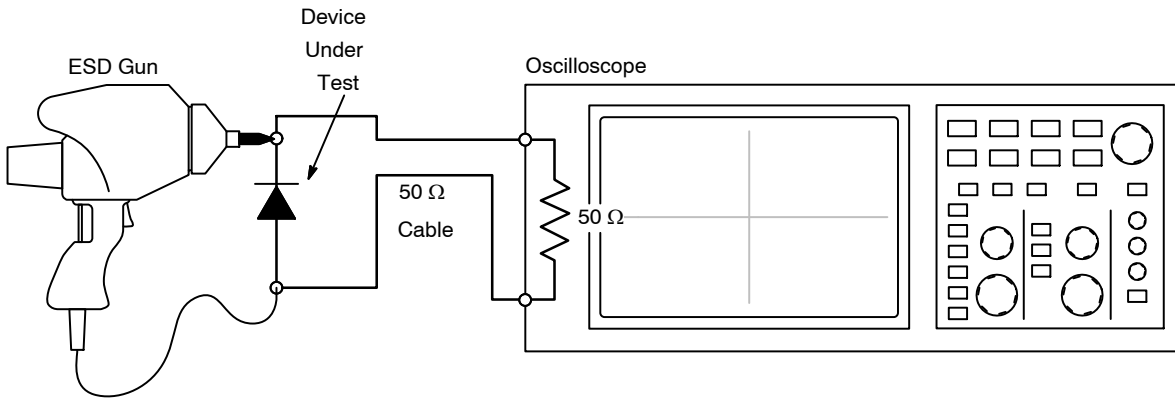 Device
Under
Test
ESD Gun
Oscilloscope
50 Ω
Cable
50 Ω